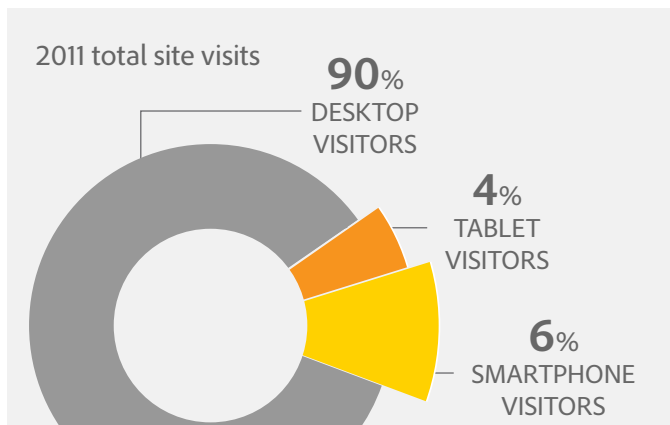 2011 total site visits
90%
DESKTOP
VISITORS
4%
TABLET
VISITORS
6%
SMARTPHONE
VISITORS